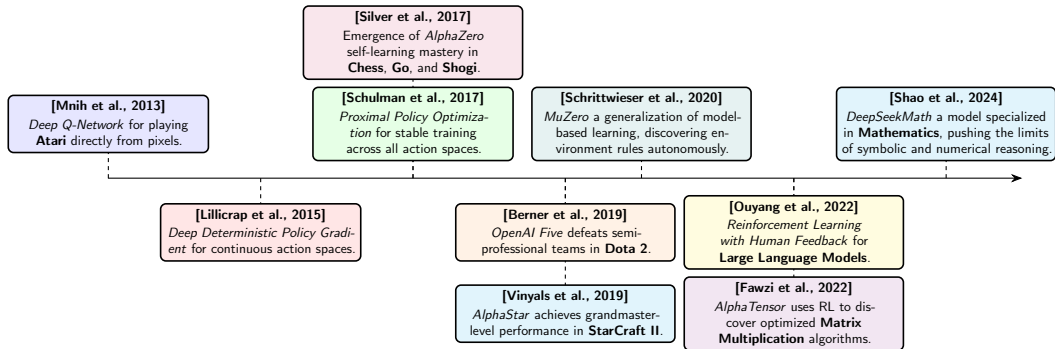 [Silver et al., 2017]
Emergence of AlphaZero
self-learning mastery in
Chess, Go, and Shogi.
[Mnih et al., 2013]
Deep Q-Network for playing
Atari directly from pixels.
[Schulman et al., 2017]
Proximal Policy Optimiza-
tion for stable training
across all action spaces.
[Schrittwieser et al., 2020]
MuZero a generalization of model-
based learning, discovering en-
vironment rules autonomously.
[Shao et al., 2024]
DeepSeekMath a model specialized
in Mathematics, pushing the limits
of symbolic and numerical reasoning.
[Lillicrap et al., 2015]
Deep Deterministic Policy Gradi-
ent for continuous action spaces.
[Berner et al., 2019]
OpenAI Five defeats semi-
professional teams in Dota 2.
[Ouyang et al., 2022]
Reinforcement Learning
with Human Feedback for
Large Language Models.
[Vinyals et al., 2019]
AlphaStar achieves grandmaster-
level performance in StarCraft II.
[Fawzi et al., 2022]
AlphaTensor uses RL to dis-
cover optimized Matrix
Multiplication algorithms.